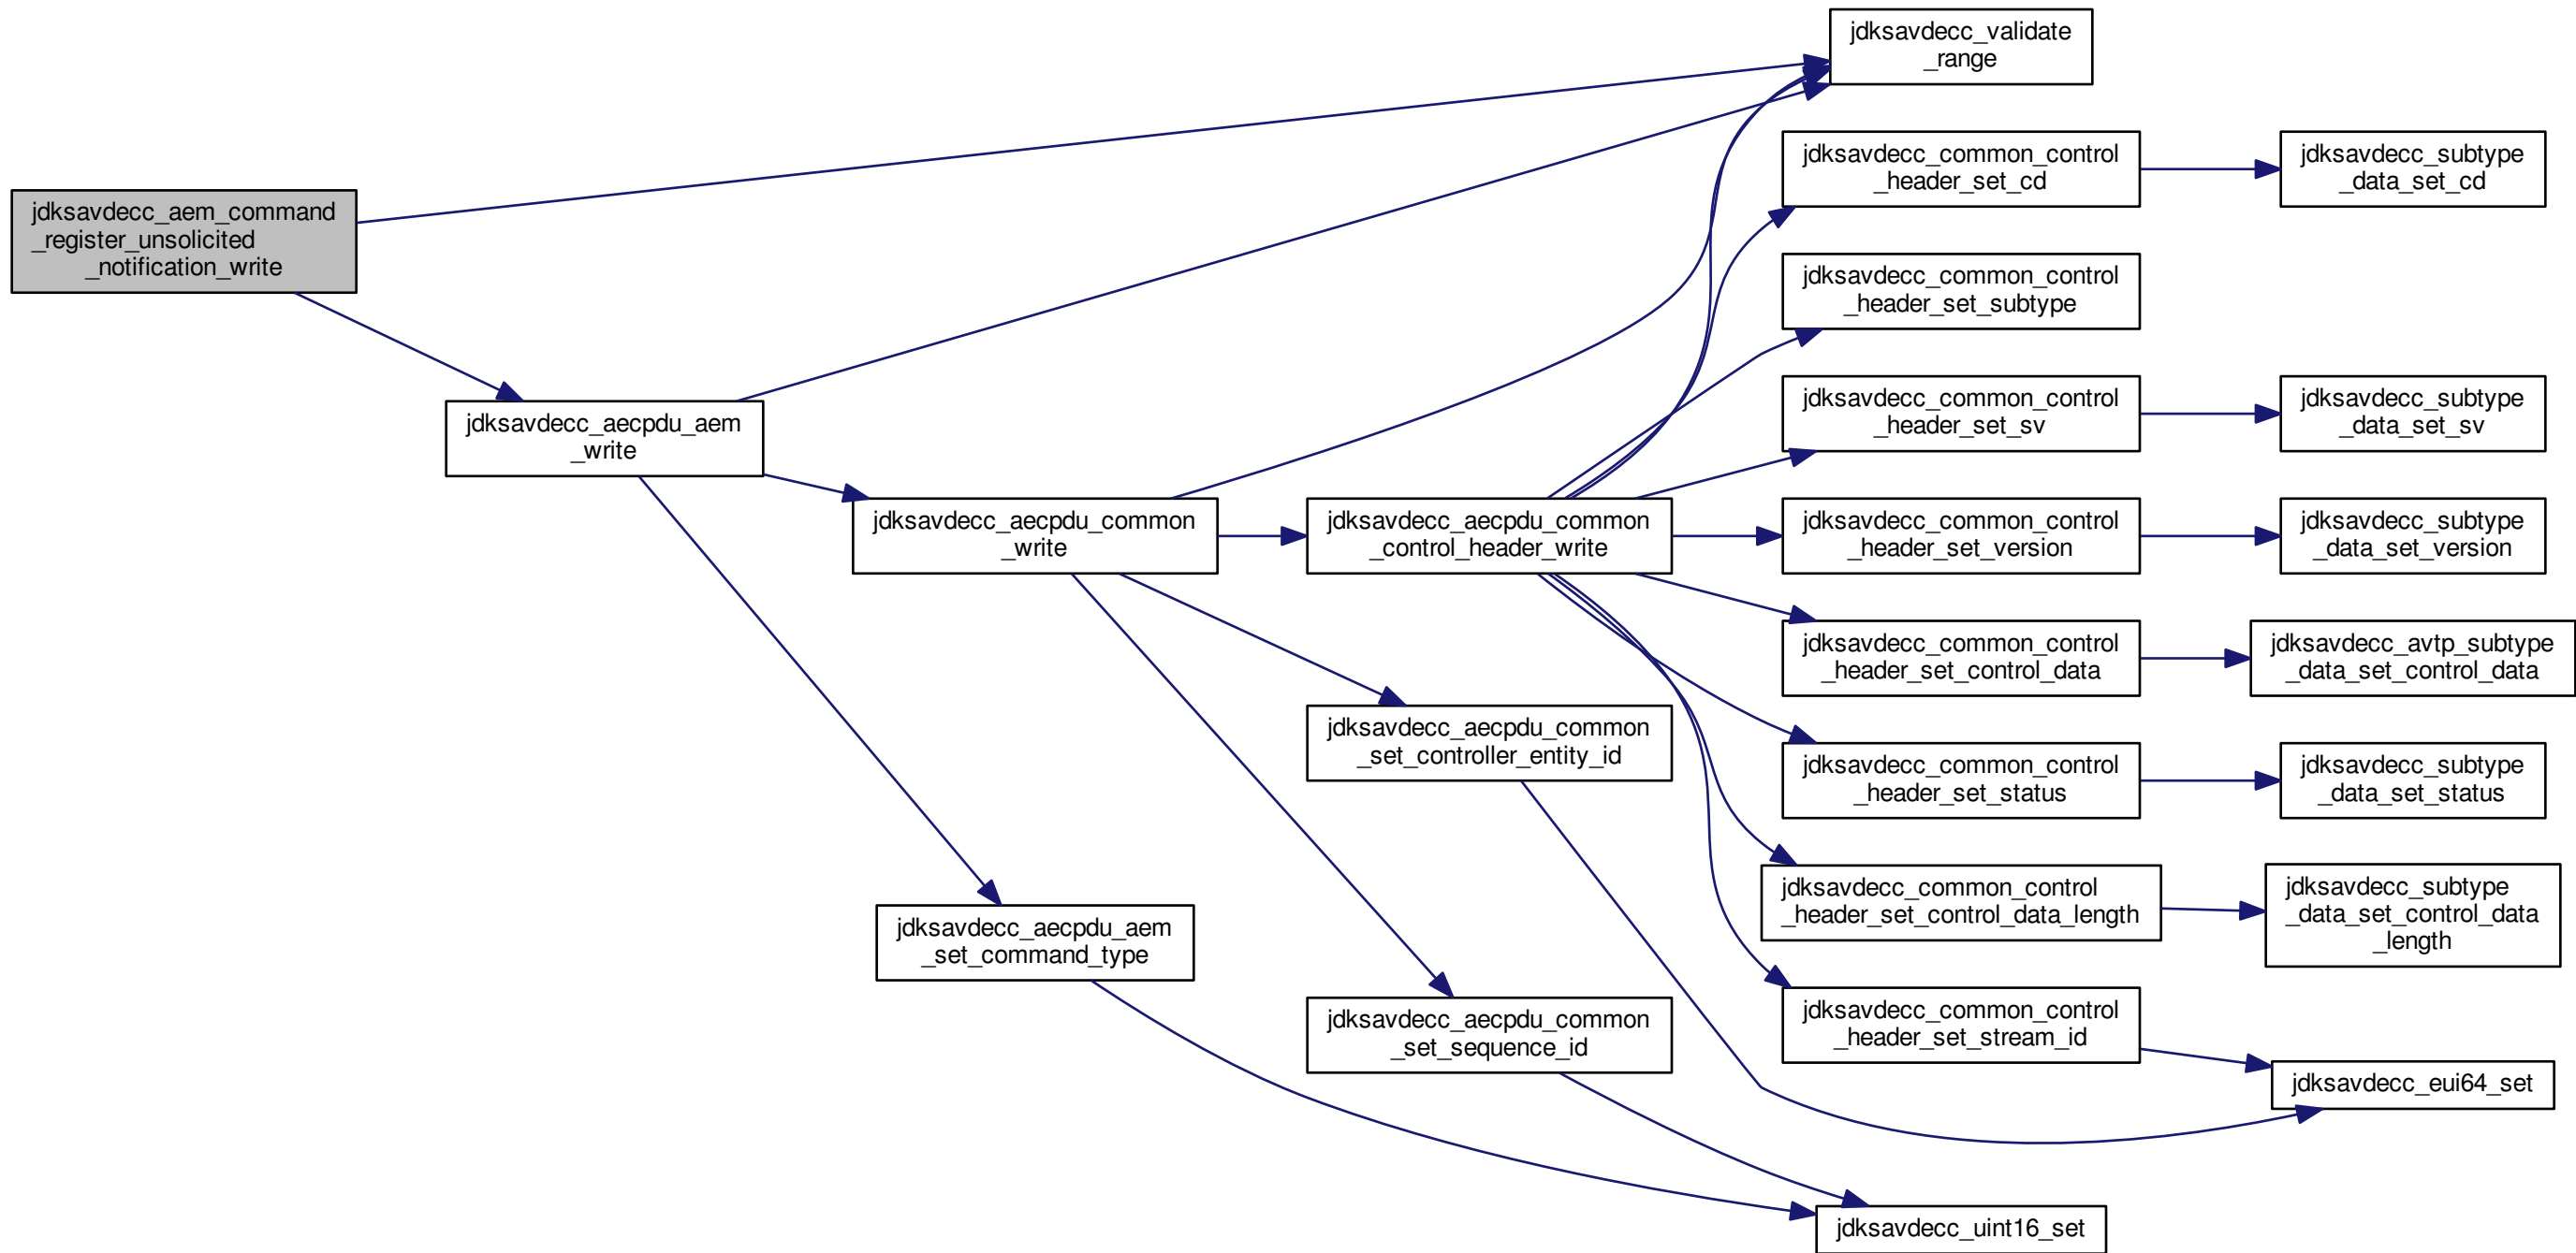 jdksavdecc_aem_command
_register_unsolicited
_notification_write
jdksavdecc_aecpdu_aem
_write
jdksavdecc_aecpdu_aem
_set_command_type
jdksavdecc_aecpdu_common
_write
jdksavdecc_aecpdu_common
_control_header_write
jdksavdecc_aecpdu_common
_set_controller_entity_id
jdksavdecc_aecpdu_common
_set_sequence_id
jdksavdecc_validate
_range
jdksavdecc_common_control
_header_set_cd
jdksavdecc_common_control
_header_set_subtype
jdksavdecc_common_control
_header_set_sv
jdksavdecc_common_control
_header_set_version
jdksavdecc_common_control
_header_set_control_data
jdksavdecc_common_control
_header_set_status
jdksavdecc_common_control
_header_set_control_data_length
jdksavdecc_common_control
_header_set_stream_id
jdksavdecc_uint16_set
jdksavdecc_subtype
_data_set_cd
jdksavdecc_subtype
_data_set_sv
jdksavdecc_subtype
_data_set_version
jdksavdecc_avtp_subtype
_data_set_control_data
jdksavdecc_subtype
_data_set_status
jdksavdecc_subtype
_data_set_control_data
_length
jdksavdecc_eui64_set